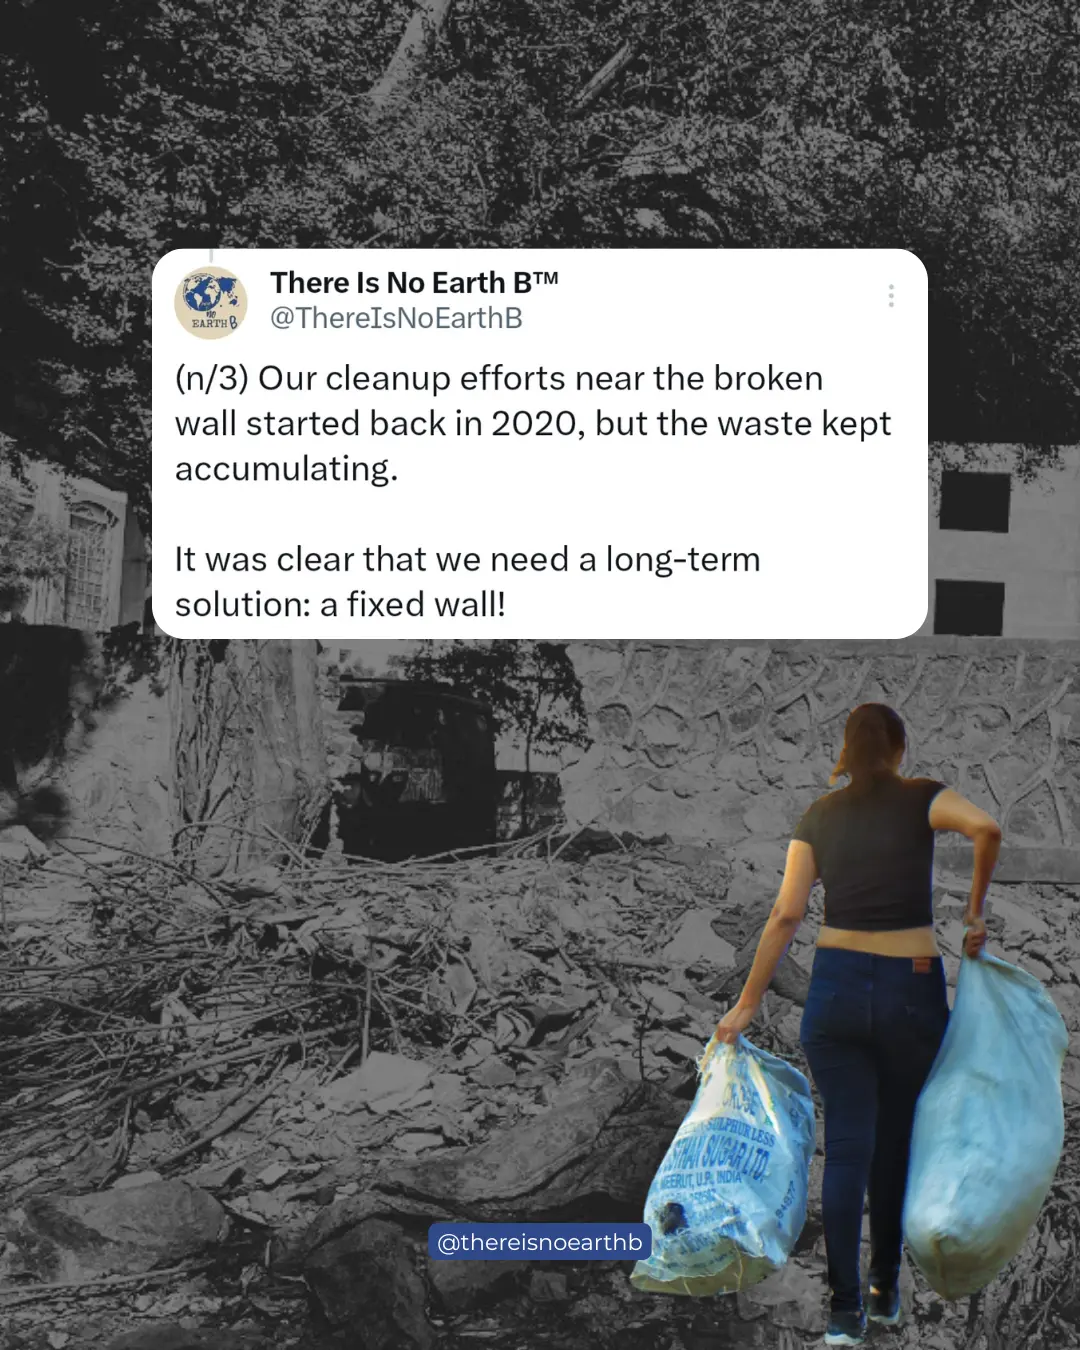 There Is No Earth B™
@ThereIsNoEarthB
NO
EARTH B
(n/3) Our cleanup efforts near the broken
wall started back in 2020, but the waste kept
accumulating.
It was clear that we need a long-term
solution: a fixed wall!
SULPHURLESS
SUGAR LTD.
MEERUT, U.P., INDIA
@thereisnoearthb